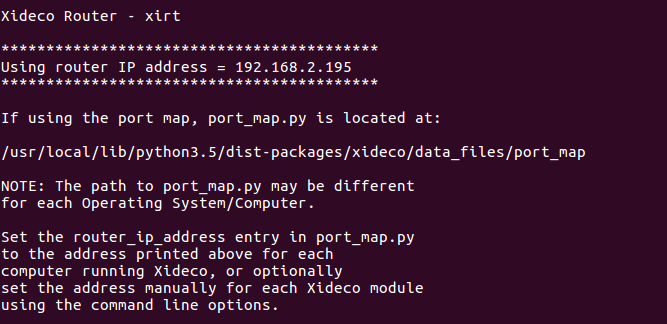 Xideco Router - xirt
******************************************
Using router IP address = 192.168.2.195
******************************************
If using the port map, port_map.py is located at:
/usr/local/lib/python3.5/dist-packages/xideco/data_files/port_map
NOTE: The path to port_map.py may be different
for each Operating System/Computer.
Set the router_ip_address entry in port_map.py
to the address printed above for each
computer running Xideco, or optionally
set the address manually for each Xideco module
using the command line options.